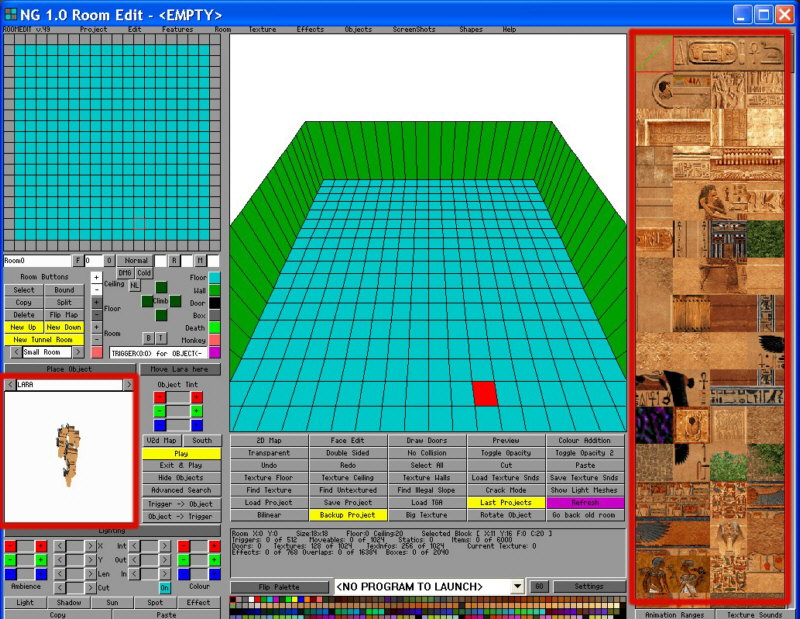 NG 1.0 Room Edit - <EMPTY>
ROOMEDIT v.49 Project Edit Features Room Texture Effects Objects ScreenShots Shapes Help
Room0 F 0 0 Normal R M
Room Buttons + DMG Cold Floor
Select Bound - Ceiling NL Wall
Copy Split + Climb Door
Delete Flip Map - Floor Box
New Up New Down + Death
New Tunnel Room - Room B T Monkey
< Small Room > TRIGGER(0:0) for OBJECT(-
Place Object Move Lara here
< LARA > Object Tint
- +
- +
- +
V2d Map South
Play
Exit & Play
Hide Objects
Advanced Search
Trigger -> Object
Object -> Trigger
2D Map Face Edit Draw Doors Preview Colour Addition
Transparent Double Sided No Collision Toggle Opacity Toggle Opacity 2
Undo Redo Select All Cut Paste
Texture Floor Texture Ceiling Texture Walls Load Texture Snds Save Texture Snds
Find Texture Find Untextured Find Illegal Slope Crack Mode Show Light Meshes
Load Project Save Project Load TGA Last Projects Refresh
Bilinear Backup Project Big Texture Rotate Object Go back old room
Lighting
- + < > X Int < > - +
- + < > Y Out < > - +
- + < > Len In < > - +
Ambience < > Cut On Colour
Light Shadow Sun Spot Effect
Copy Paste
Room X:0 Y:0 Size:18x18 Floor:0 Ceiling:20 Selected Block [ X:11 Y:16 F:0 C:20 ]
Triggers: 0 of 512 Moveables: 0 of 1024 Statics: 0 Items: 0 of 6000
Doors: 0 Textures: 128 of 1024 TexInfos: 256 of 1024 Current Texture: 0
Effects: 0 of 768 Overlaps: 0 of 16384 Boxes: 0 of 2040
Flip Palette <NO PROGRAM TO LAUNCH> GO Settings
Animation Ranges Texture Sounds